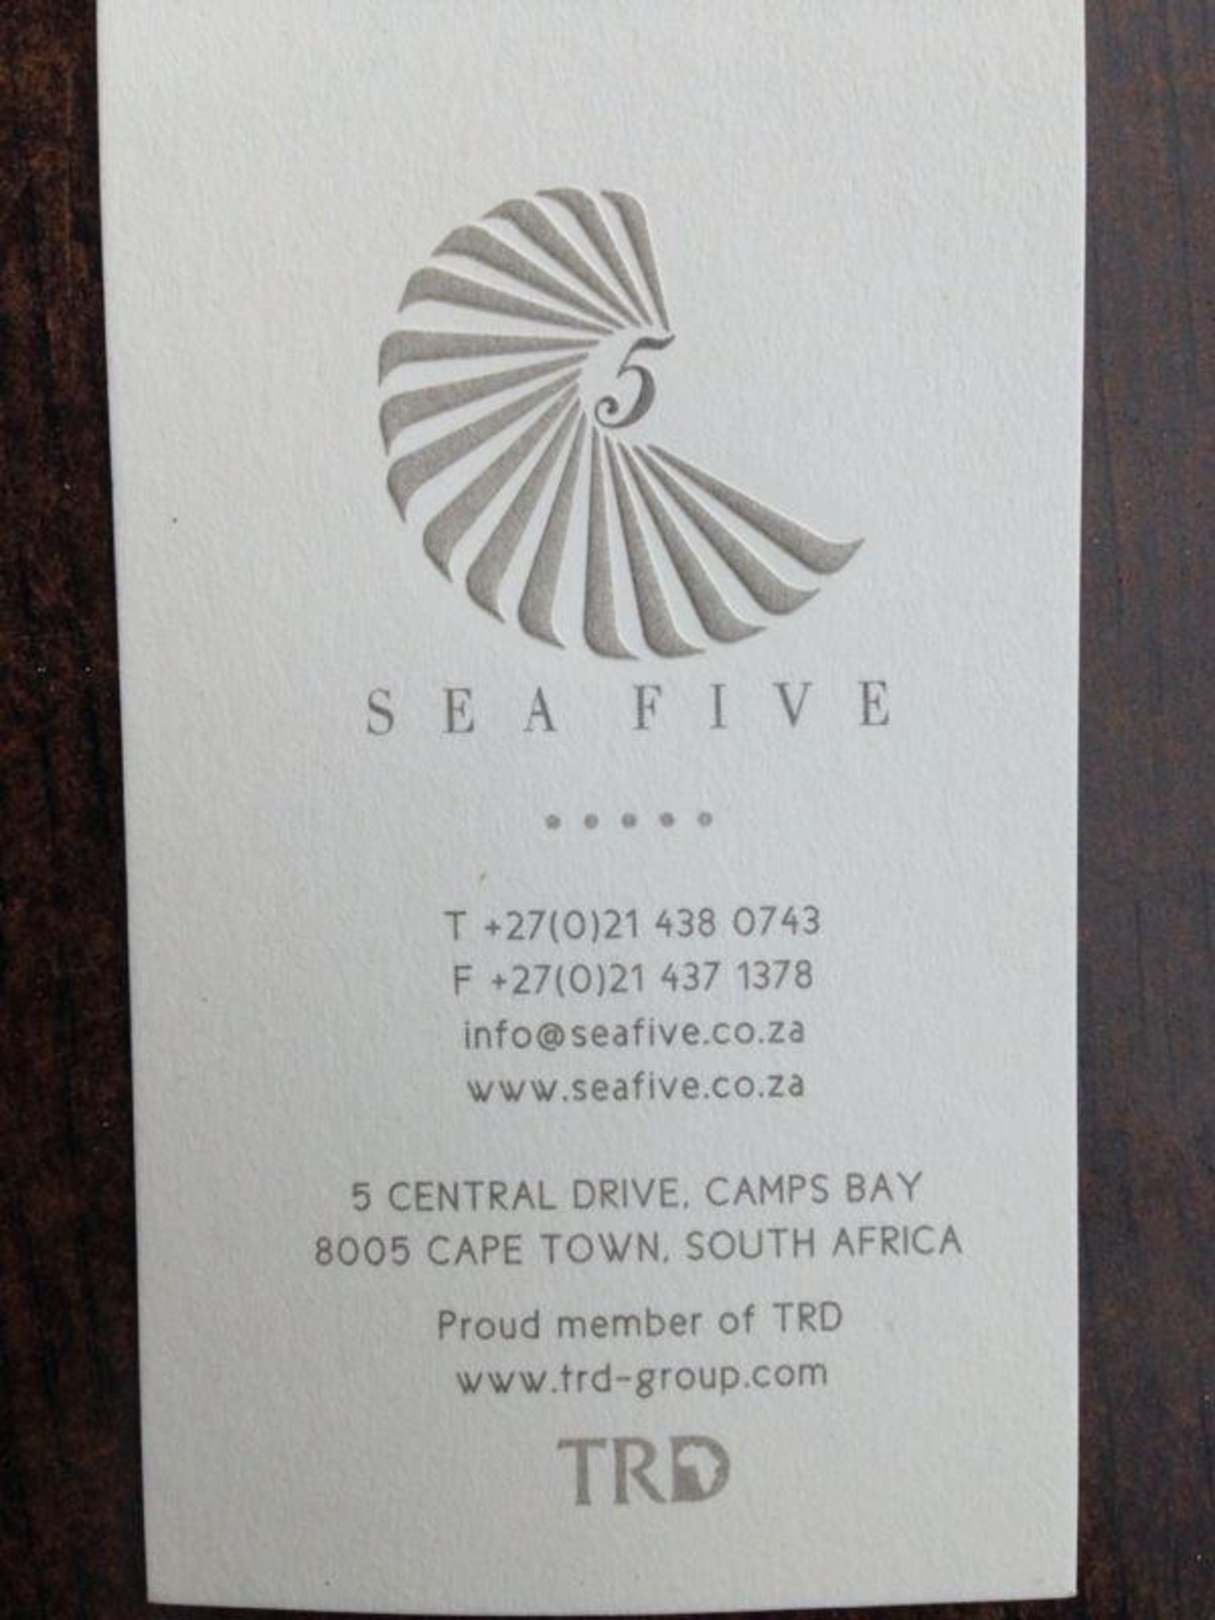 5
SEA FIVE
T +27(0)21 438 0743
F +27(0)21 437 1378
info@seafive.co.za
www.seafive.co.za
5 CENTRAL DRIVE, CAMPS BAY
8005 CAPE TOWN, SOUTH AFRICA
Proud member of TRD
www.trd-group.com
TRD